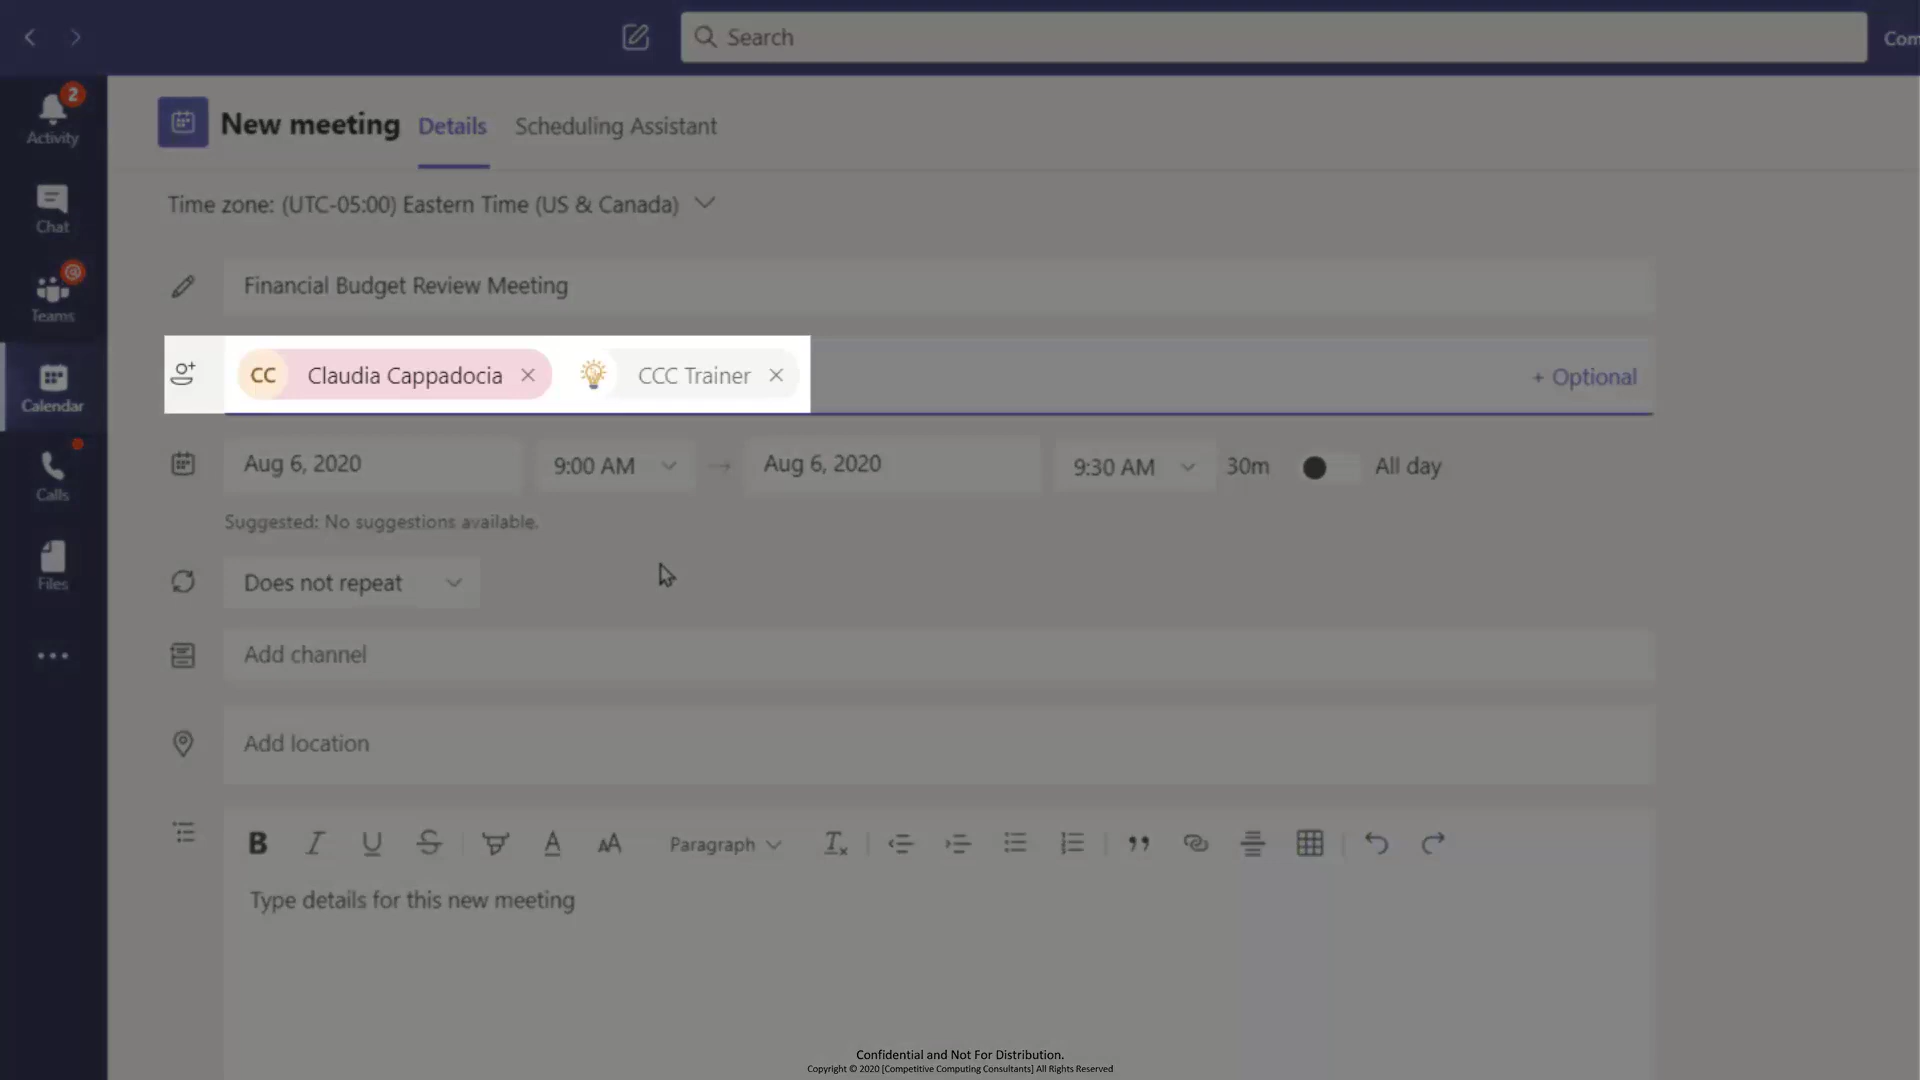 Search
Com
2
Activity
Chat
@
Teams
Calendar
Calls
Files
New meeting Details Scheduling Assistant
Time zone: (UTC-05:00) Eastern Time (US & Canada)
Financial Budget Review Meeting
CC Claudia Cappadocia × CCC Trainer ×
+ Optional
Aug 6, 2020 9:00 AM → Aug 6, 2020 9:30 AM 30m All day
Suggested: No suggestions available.
Does not repeat
Add channel
Add location
B I U S A AA Paragraph Tx
Type details for this new meeting
Confidential and Not For Distribution.
Copyright © 2020 [Competitive Computing Consultants] All Rights Reserved